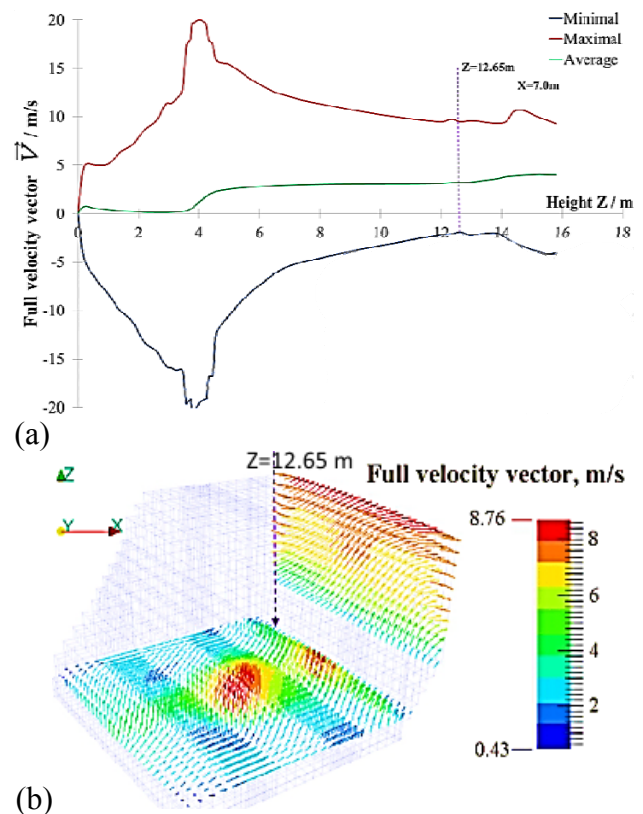 20
15
10
5
0
-5
-10
-15
-20
Full velocity vector V / m/s
Minimal
Maximal
Average
Z=12.65m
X=7.0m
Height Z / m
0 2 4 6 8 10 12 14 16 18
(a)
Z=12.65 m
Full velocity vector, m/s
Z
Y X
8.76
8
6
4
2
0.43
(b)